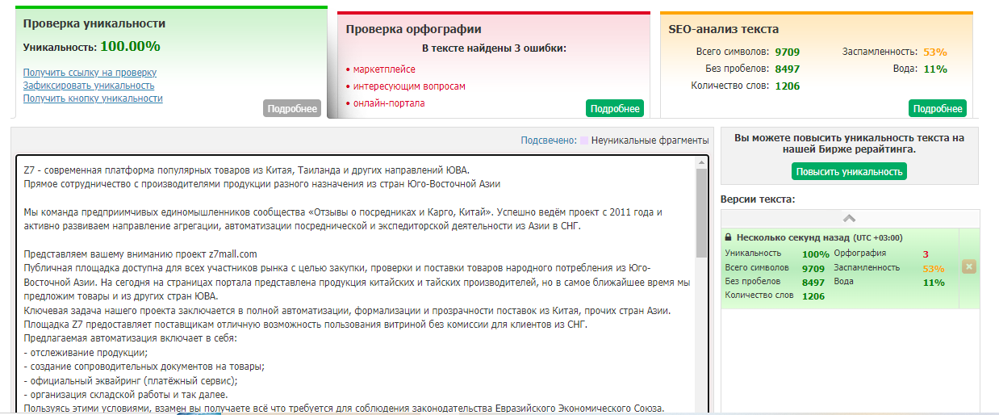 Проверка уникальности
Уникальность: 100.00%
Получить ссылку на проверку
Зафиксировать уникальность
Получить кнопку уникальности
Подробнее
Проверка орфографии
В тексте найдены 3 ошибки:
• маркетплейсе
• интересующим вопросам
• онлайн-портала
Подробнее
SEO-анализ текста
Всего символов: 9709 Заспамленность: 53%
Без пробелов: 8497 Вода: 11%
Количество слов: 1206
Подробнее
Подсвечено: Неуникальные фрагменты
Z7 - современная платформа популярных товаров из Китая, Таиланда и других направлений ЮВА.
Прямое сотрудничество с производителями продукции разного назначения из стран Юго-Восточной Азии
Мы команда предприимчивых единомышленников сообщества «Отзывы о посредниках и Карго, Китай». Успешно ведём проект с 2011 года и
активно развиваем направление агрегации, автоматизации посреднической и экспедиторской деятельности из Азии в СНГ.
Представляем вашему вниманию проект z7mall.com
Публичная площадка доступна для всех участников рынка с целью закупки, проверки и поставки товаров народного потребления из Юго-
Восточной Азии. На сегодня на страницах портала представлена продукция китайских и тайских производителей, но в самое ближайшее время мы
предложим товары и из других стран ЮВА.
Ключевая задача нашего проекта заключается в полной автоматизации, формализации и прозрачности поставок из Китая, прочих стран Азии.
Площадка Z7 предоставляет поставщикам отличную возможность пользования витриной без комиссии для клиентов из СНГ.
Предлагаемая автоматизация включает в себя:
- отслеживание продукции;
- создание сопроводительных документов на товары;
- официальный эквайринг (платёжный сервис);
- организация складской работы и так далее.
Пользуясь этими условиями, взамен вы получаете всё что требуется для соблюдения законодательства Евразийского Экономического Союза.
Вы можете повысить уникальность текста на
нашей Бирже рерайтинга.
Повысить уникальность
Версии текста:
Несколько секунд назад (UTC +03:00)
Уникальность 100% Орфография 3
Всего символов 9709 Заспамленность 53%
Без пробелов 8497 Вода 11%
Количество слов 1206